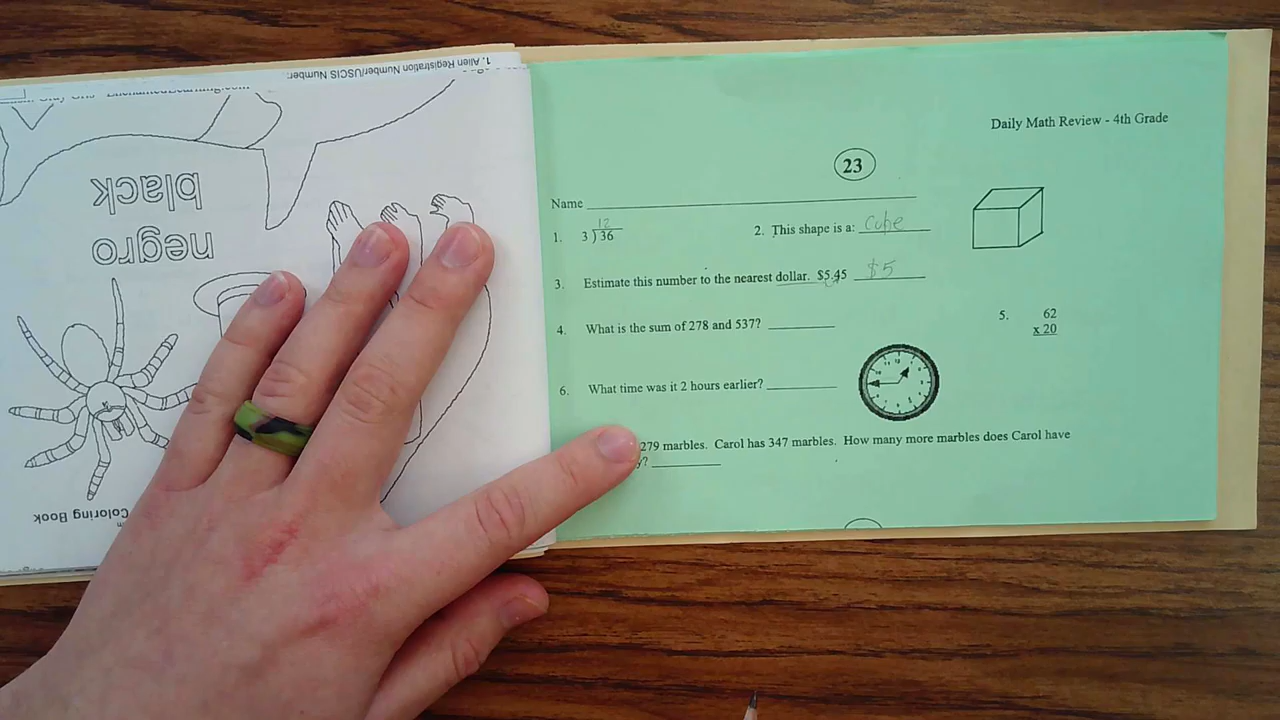 1. Alien Registration Number/USCIS Number:
black
negro
Coloring Book
Daily Math Review - 4th Grade
23
Name
1. 3)36 12
2. This shape is a: cube
3. Estimate this number to the nearest dollar. $5.45 $5
4. What is the sum of 278 and 537?
5. 62
x 20
6. What time was it 2 hours earlier?
279 marbles. Carol has 347 marbles. How many more marbles does Carol have
y?